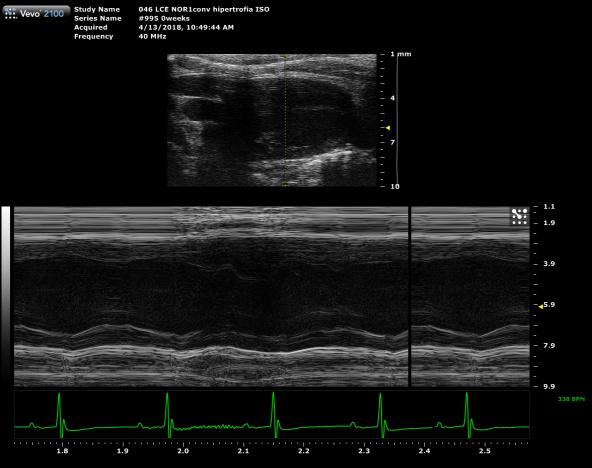 Vevo 2100
Study Name 046 LCE NOR1conv hipertrofia ISO
Series Name #995 0weeks
Acquired 4/13/2018, 10:49:44 AM
Frequency 40 MHz
1 mm
4
7
10
1.1
1.9
3.9
5.9
7.9
9.9
338 BPM
1.8 1.9 2.0 2.1 2.2 2.3 2.4 2.5